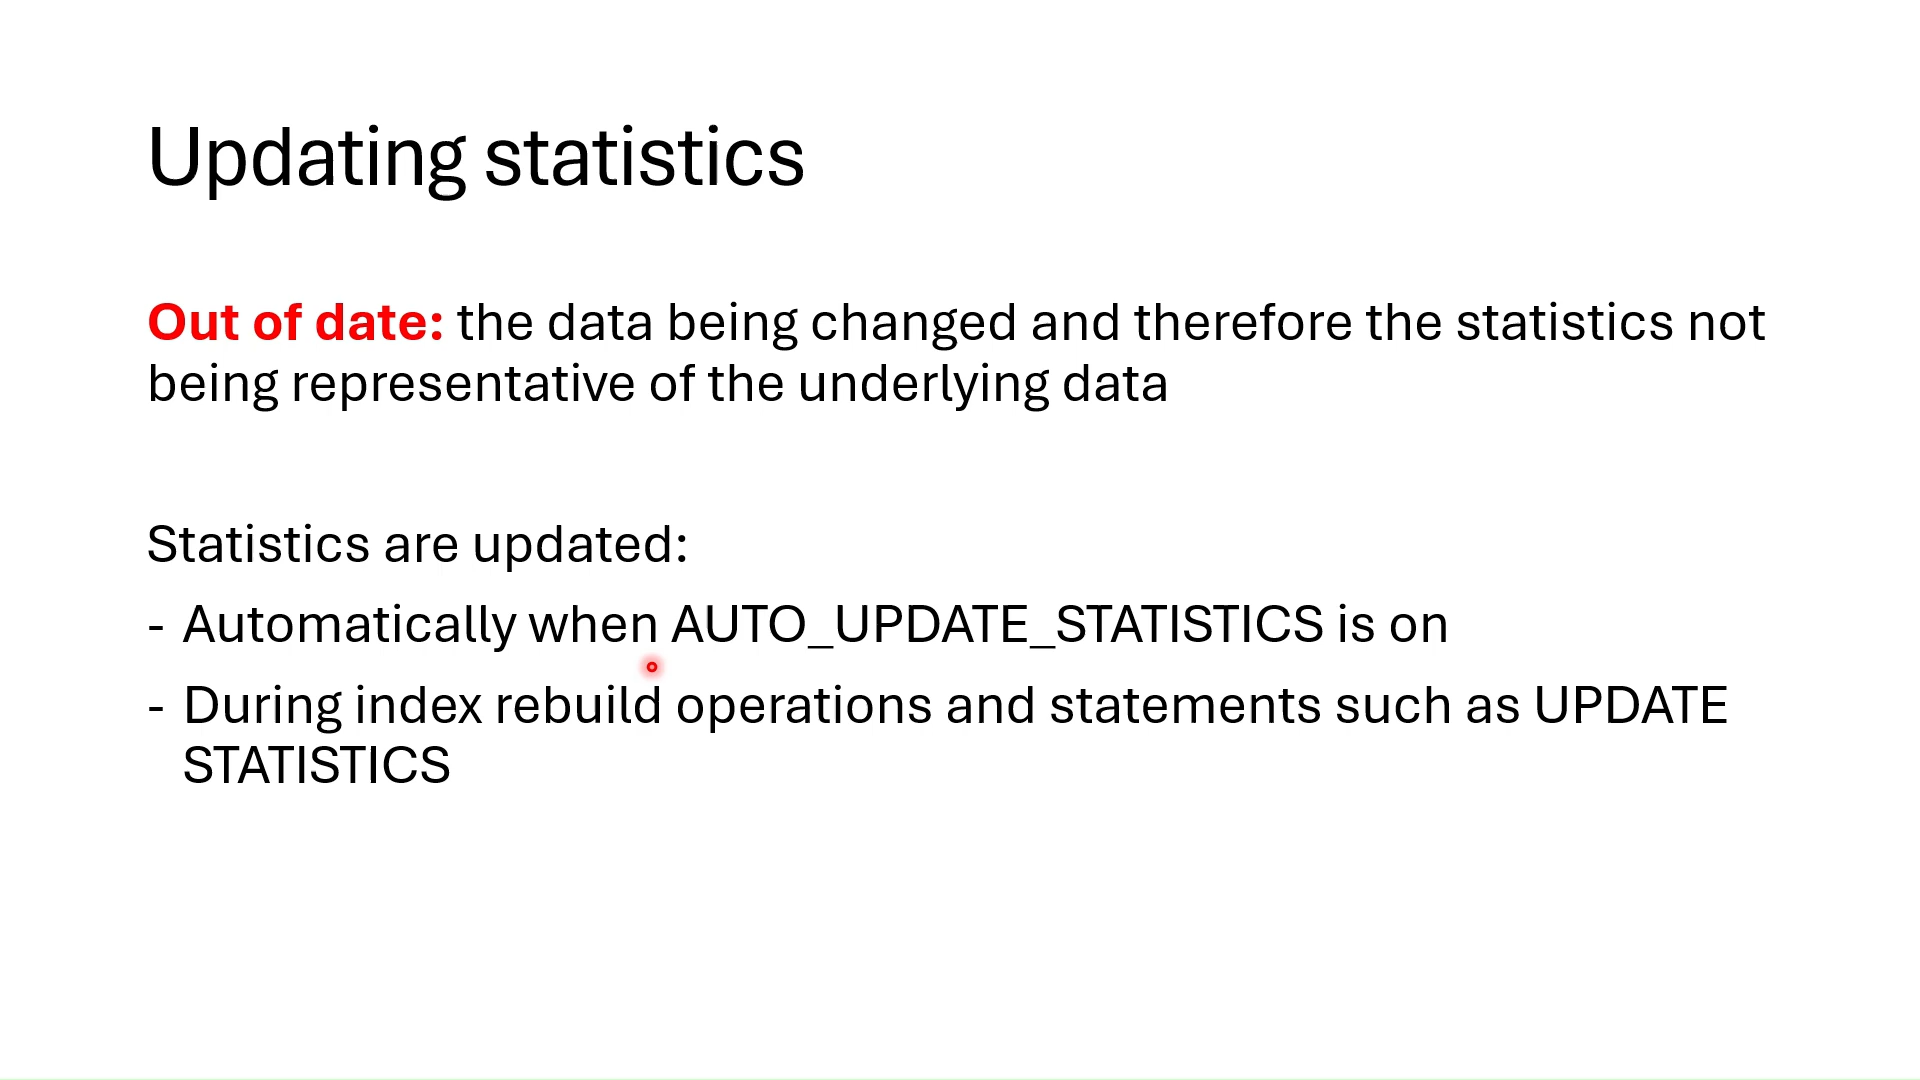 Updating statistics
Out of date: the data being changed and therefore the statistics not
being representative of the underlying data
Statistics are updated:
- Automatically when AUTO_UPDATE_STATISTICS is on
- During index rebuild operations and statements such as UPDATE
STATISTICS